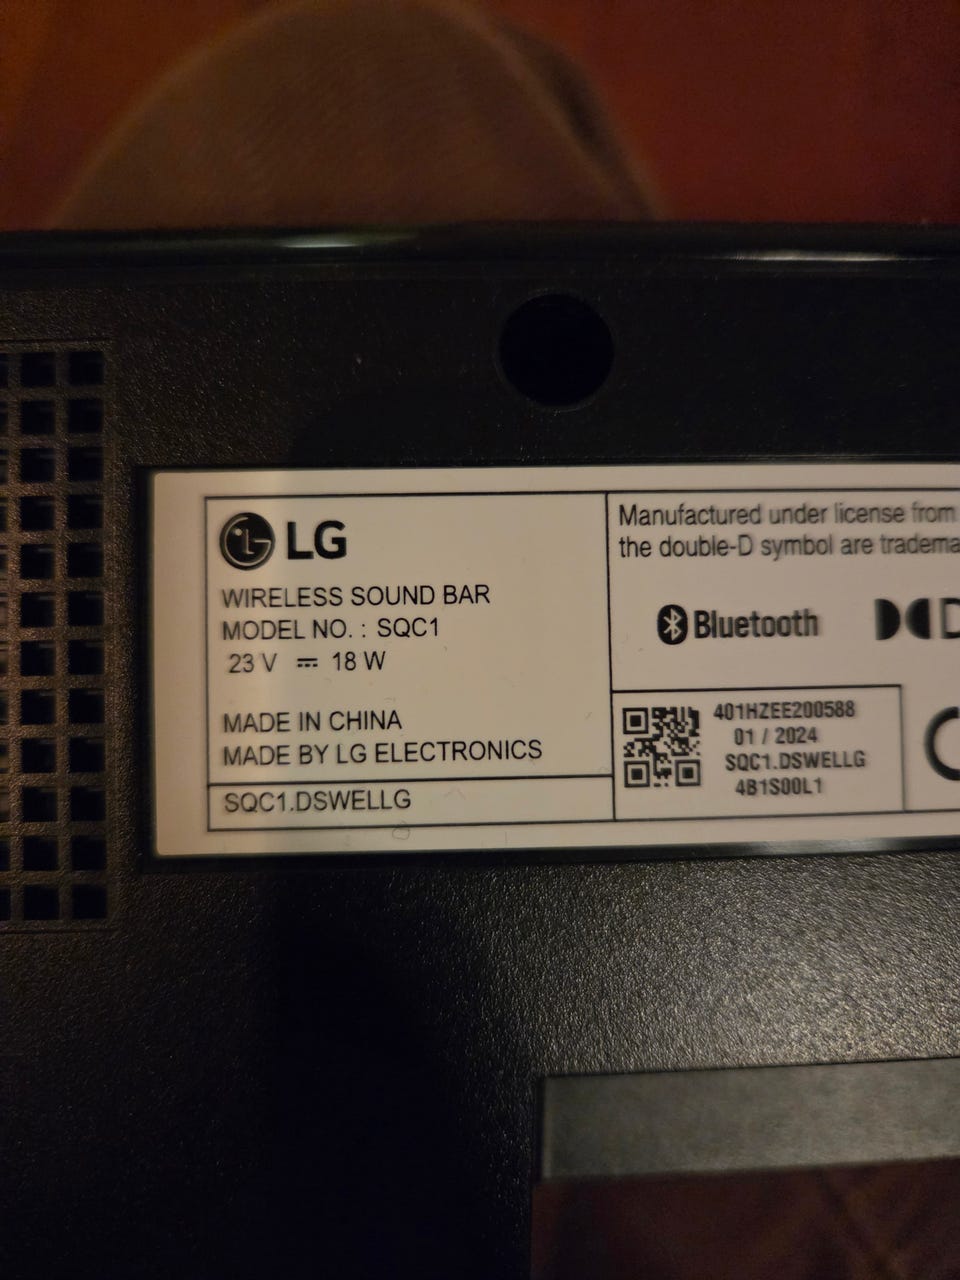 LG
WIRELESS SOUND BAR
MODEL NO. : SQC1
23 V ⎓ 18 W
MADE IN CHINA
MADE BY LG ELECTRONICS
SQC1.DSWELLG
Manufactured under license from
the double-D symbol are
Bluetooth
401HZEE200588
01 / 2024
SQC1.DSWELLG
4B1S00L1